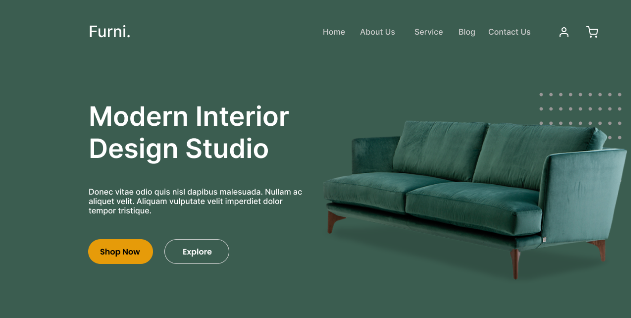 Furni.
Home About Us Service Blog Contact Us
Modern Interior
Design Studio
Donec vitae odio quis nisl dapibus malesuada. Nullam ac
aliquet velit. Aliquam vulputate velit imperdiet dolor
tempor tristique.
Shop Now Explore